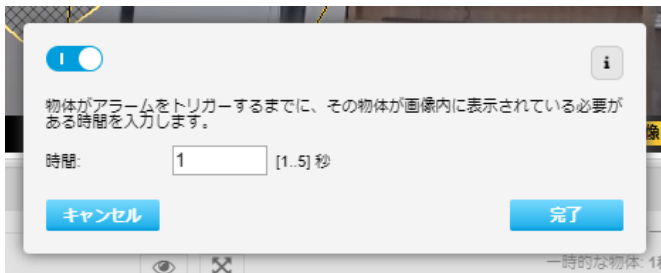 i
物体がアラームをトリガーするまでに、その物体が画像内に表示されている必要が
ある時間を入力します。
像
時間: 1 [1..5] 秒
キャンセル 完了
一時的な物体: 1